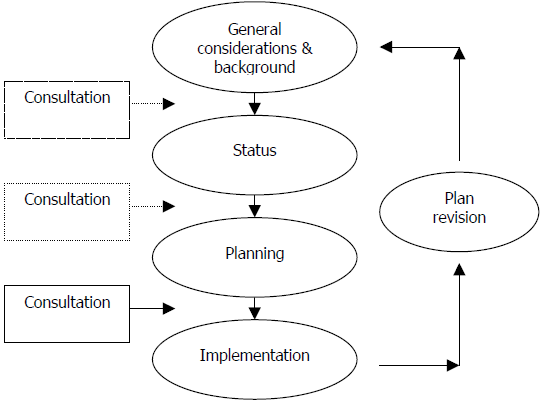 General
considerations &
background
Consultation
Status
Consultation
Plan
revision
Planning
Consultation
Implementation